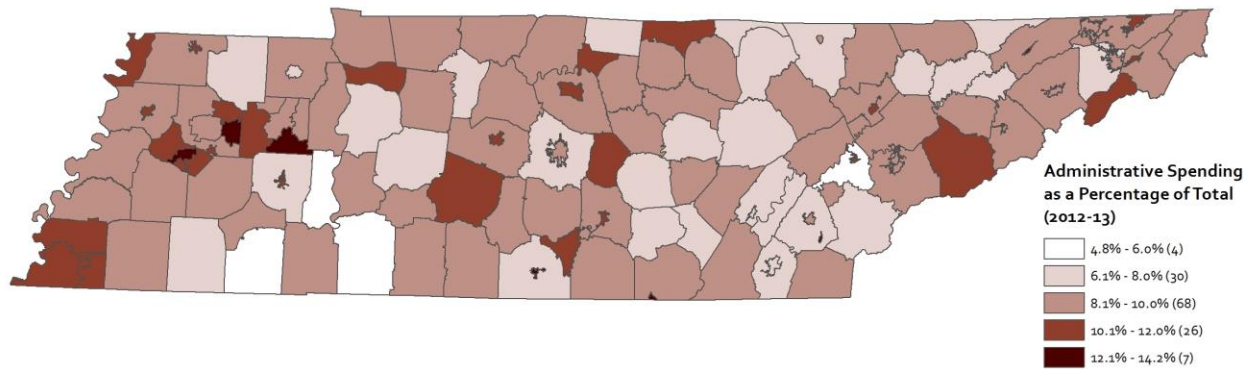 Administrative Spending
as a Percentage of Total
(2012-13)
4.8% - 6.0% (4)
6.1% - 8.0% (30)
8.1% - 10.0% (68)
10.1% - 12.0% (26)
12.1% - 14.2% (7)